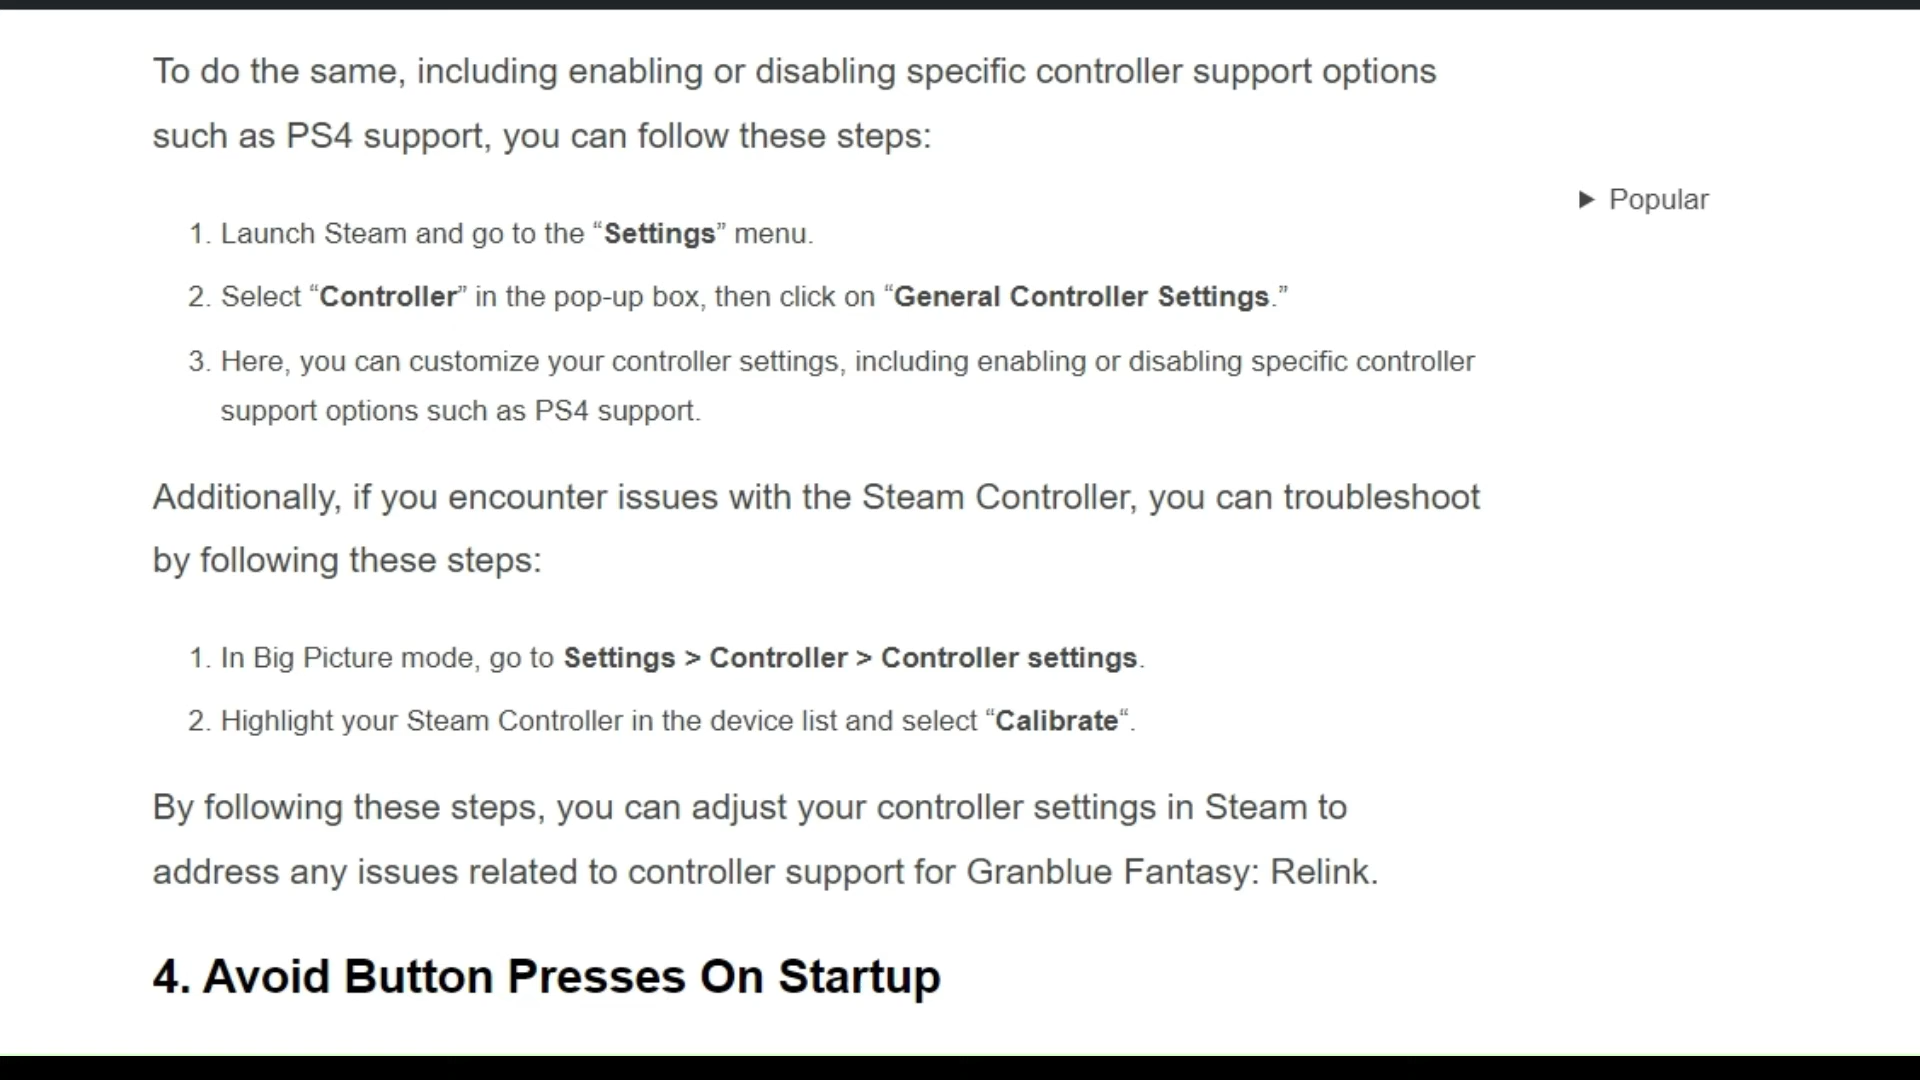 To do the same, including enabling or disabling specific controller support options
such as PS4 support, you can follow these steps:
▶ Popular
1. Launch Steam and go to the “Settings” menu.
2. Select “Controller” in the pop-up box, then click on “General Controller Settings.”
3. Here, you can customize your controller settings, including enabling or disabling specific controller
support options such as PS4 support.
Additionally, if you encounter issues with the Steam Controller, you can troubleshoot
by following these steps:
1. In Big Picture mode, go to Settings > Controller > Controller settings.
2. Highlight your Steam Controller in the device list and select “Calibrate“.
By following these steps, you can adjust your controller settings in Steam to
address any issues related to controller support for Granblue Fantasy: Relink.
4. Avoid Button Presses On Startup